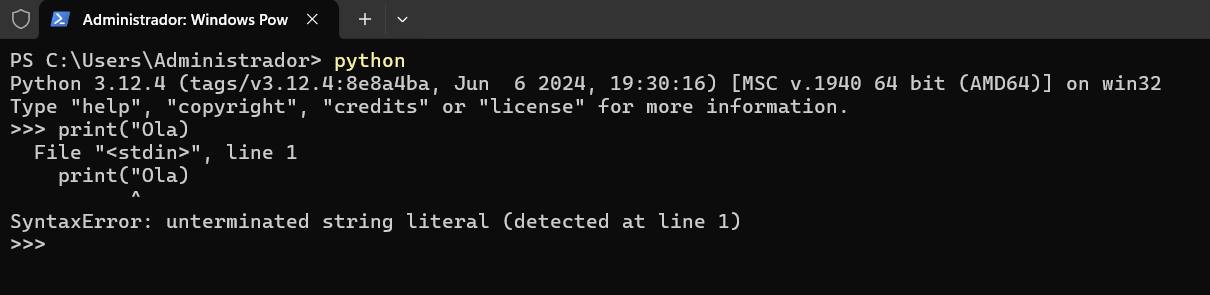 Administrador: Windows Pow
PS C:\Users\Administrador> python
Python 3.12.4 (tags/v3.12.4:8e8a4ba, Jun  6 2024, 19:30:16) [MSC v.1940 64 bit (AMD64)] on win32
Type "help", "copyright", "credits" or "license" for more information.
>>> print("Ola)
  File "<stdin>", line 1
    print("Ola)
          ^
SyntaxError: unterminated string literal (detected at line 1)
>>>